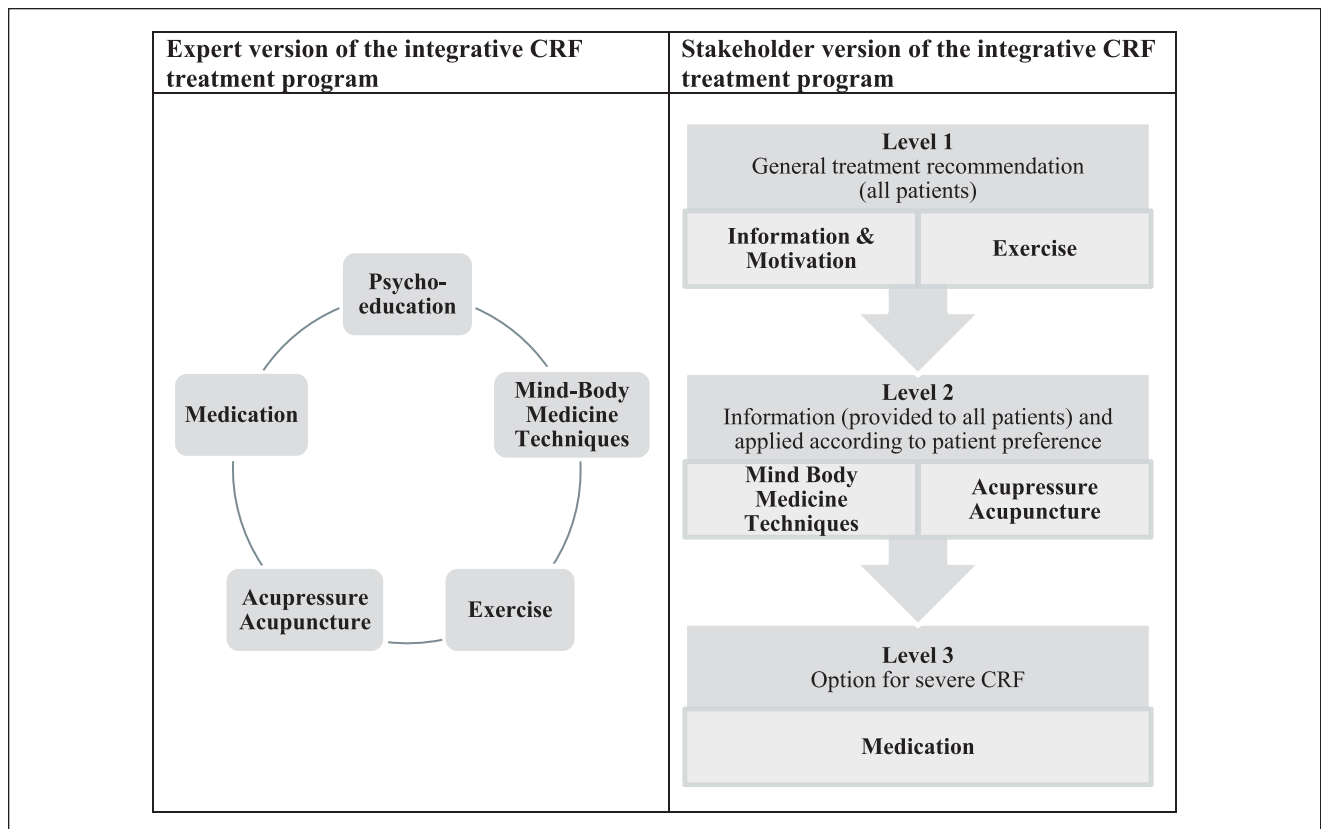 Expert version of the integrative CRF
treatment program
Stakeholder version of the integrative CRF
treatment program
Psycho-
education
Mind-Body
Medicine
Techniques
Exercise
Acupressure
Acupuncture
Medication
Level 1
General treatment recommendation
(all patients)
Information &
Motivation
Exercise
Level 2
Information (provided to all patients) and
applied according to patient preference
Mind Body
Medicine
Techniques
Acupressure
Acupuncture
Level 3
Option for severe CRF
Medication